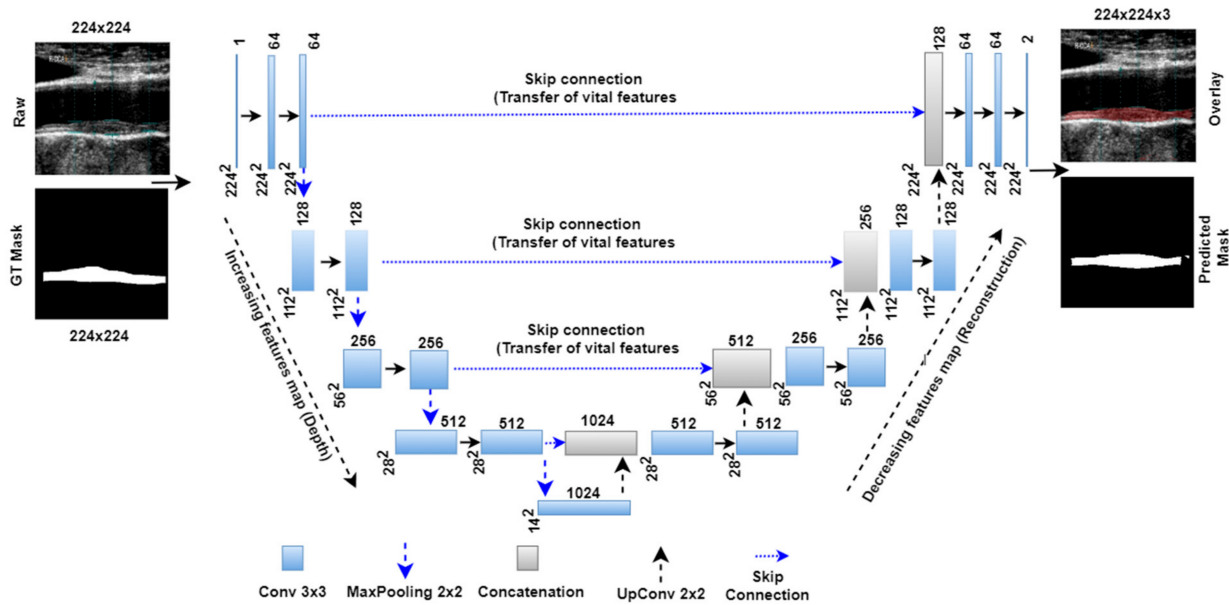 224x224
Raw
GT Mask
224x224
1
64
64
224²
224²
224²
Skip connection
(Transfer of vital features
128
64
64
2
224²
224²
224²
224²
224x224x3
Overlay
Predicted
Mask
128
128
112²
112²
Skip connection
(Transfer of vital features
256
128
128
112²
112²
112²
Increasing features map (Depth)
256
256
56²
Skip connection
(Transfer of vital features
512
256
256
56²
56²
56²
Decreasing features map (Reconstruction)
512
512
1024
512
512
28²
28²
28²
28²
1024
14²
Conv 3x3
MaxPooling 2x2
Concatenation
UpConv 2x2
Skip
Connection